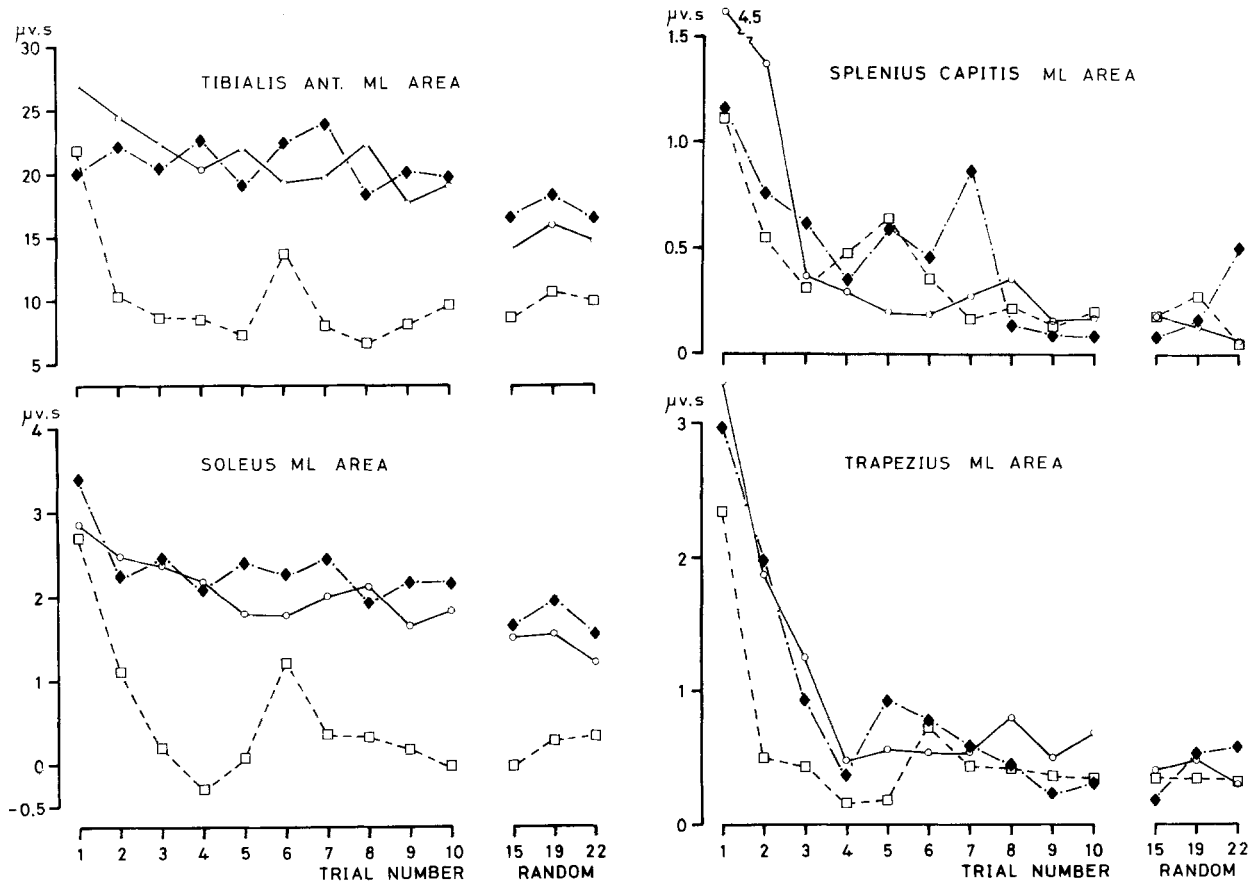 μv.s
30
25
20
15
10
5
TIBIALIS ANT. ML AREA
μv.s
4
3
2
1
0
-0.5
SOLEUS ML AREA
1 2 3 4 5 6 7 8 9 10
TRIAL NUMBER
15 19 22
RANDOM
μv.s
1.5
1.0
0.5
0
4.5
SPLENIUS CAPITIS ML AREA
μv.s
3
2
1
0
TRAPEZIUS ML AREA
1 2 3 4 5 6 7 8 9 10
TRIAL NUMBER
15 19 22
RANDOM